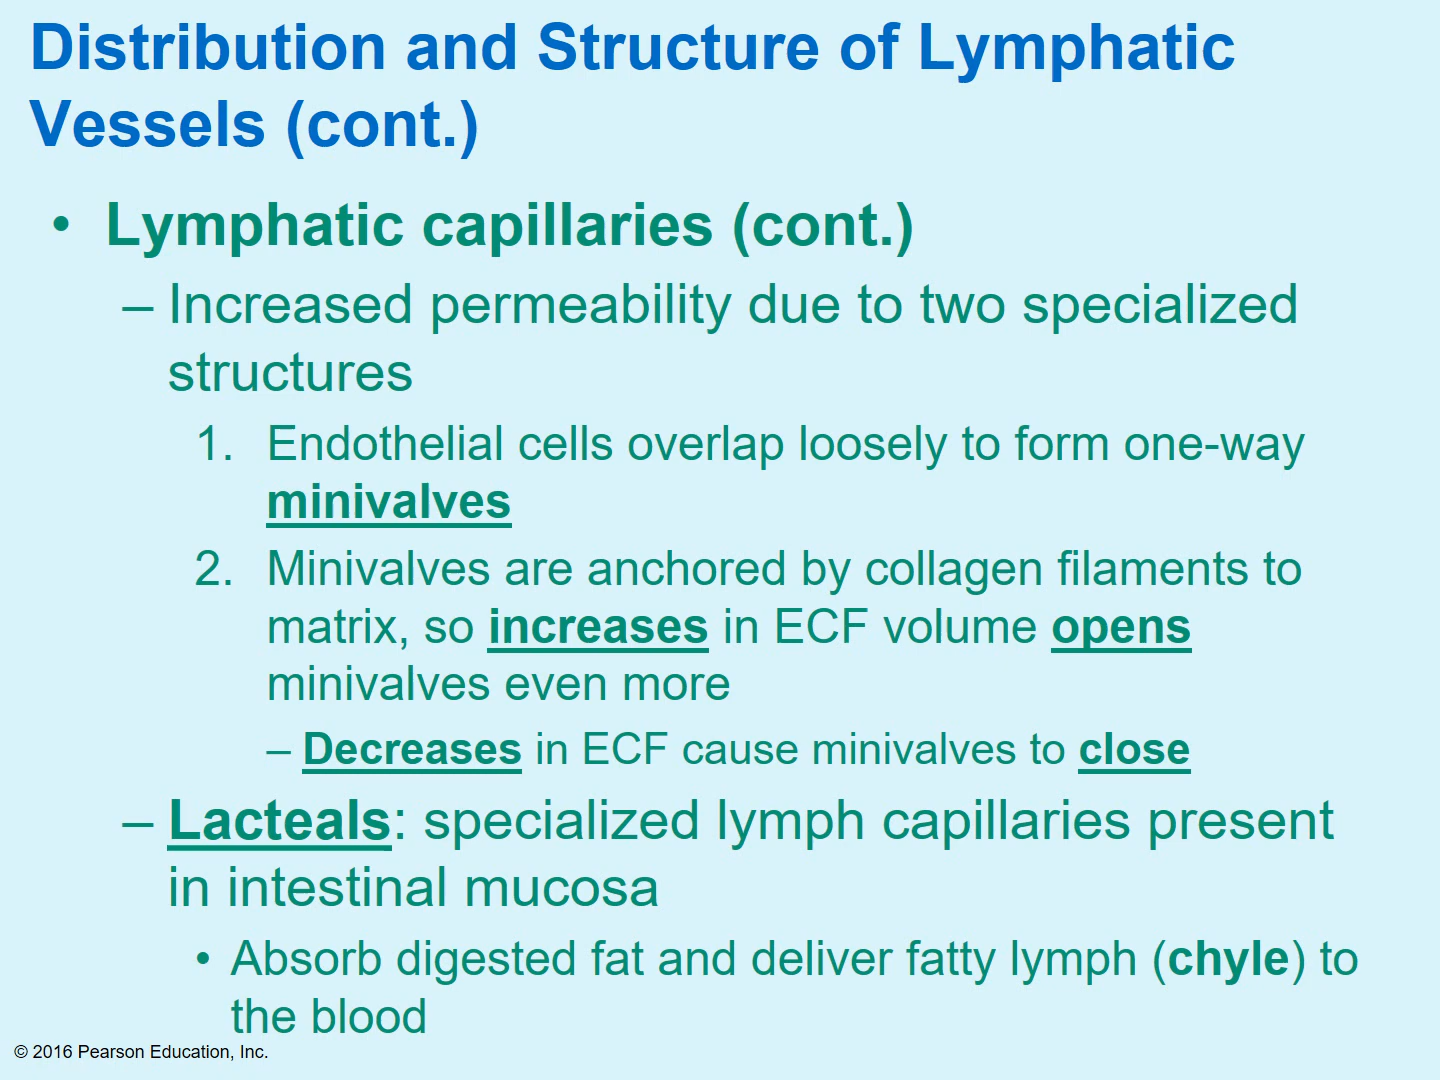 Distribution and Structure of Lymphatic
Vessels (cont.)
• Lymphatic capillaries (cont.)
– Increased permeability due to two specialized
structures
1. Endothelial cells overlap loosely to form one-way
minivalves
2. Minivalves are anchored by collagen filaments to
matrix, so increases in ECF volume opens
minivalves even more
– Decreases in ECF cause minivalves to close
– Lacteals: specialized lymph capillaries present
in intestinal mucosa
• Absorb digested fat and deliver fatty lymph (chyle) to
the blood
© 2016 Pearson Education, Inc.